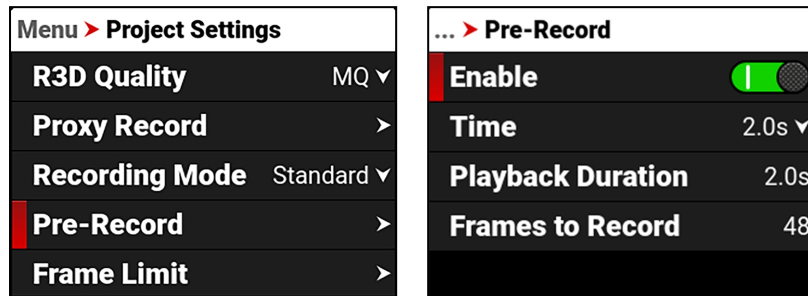 Menu > Project Settings
R3D Quality MQ
Proxy Record
Recording Mode Standard
Pre-Record
Frame Limit
... > Pre-Record
Enable
Time 2.0s
Playback Duration 2.0s
Frames to Record 48